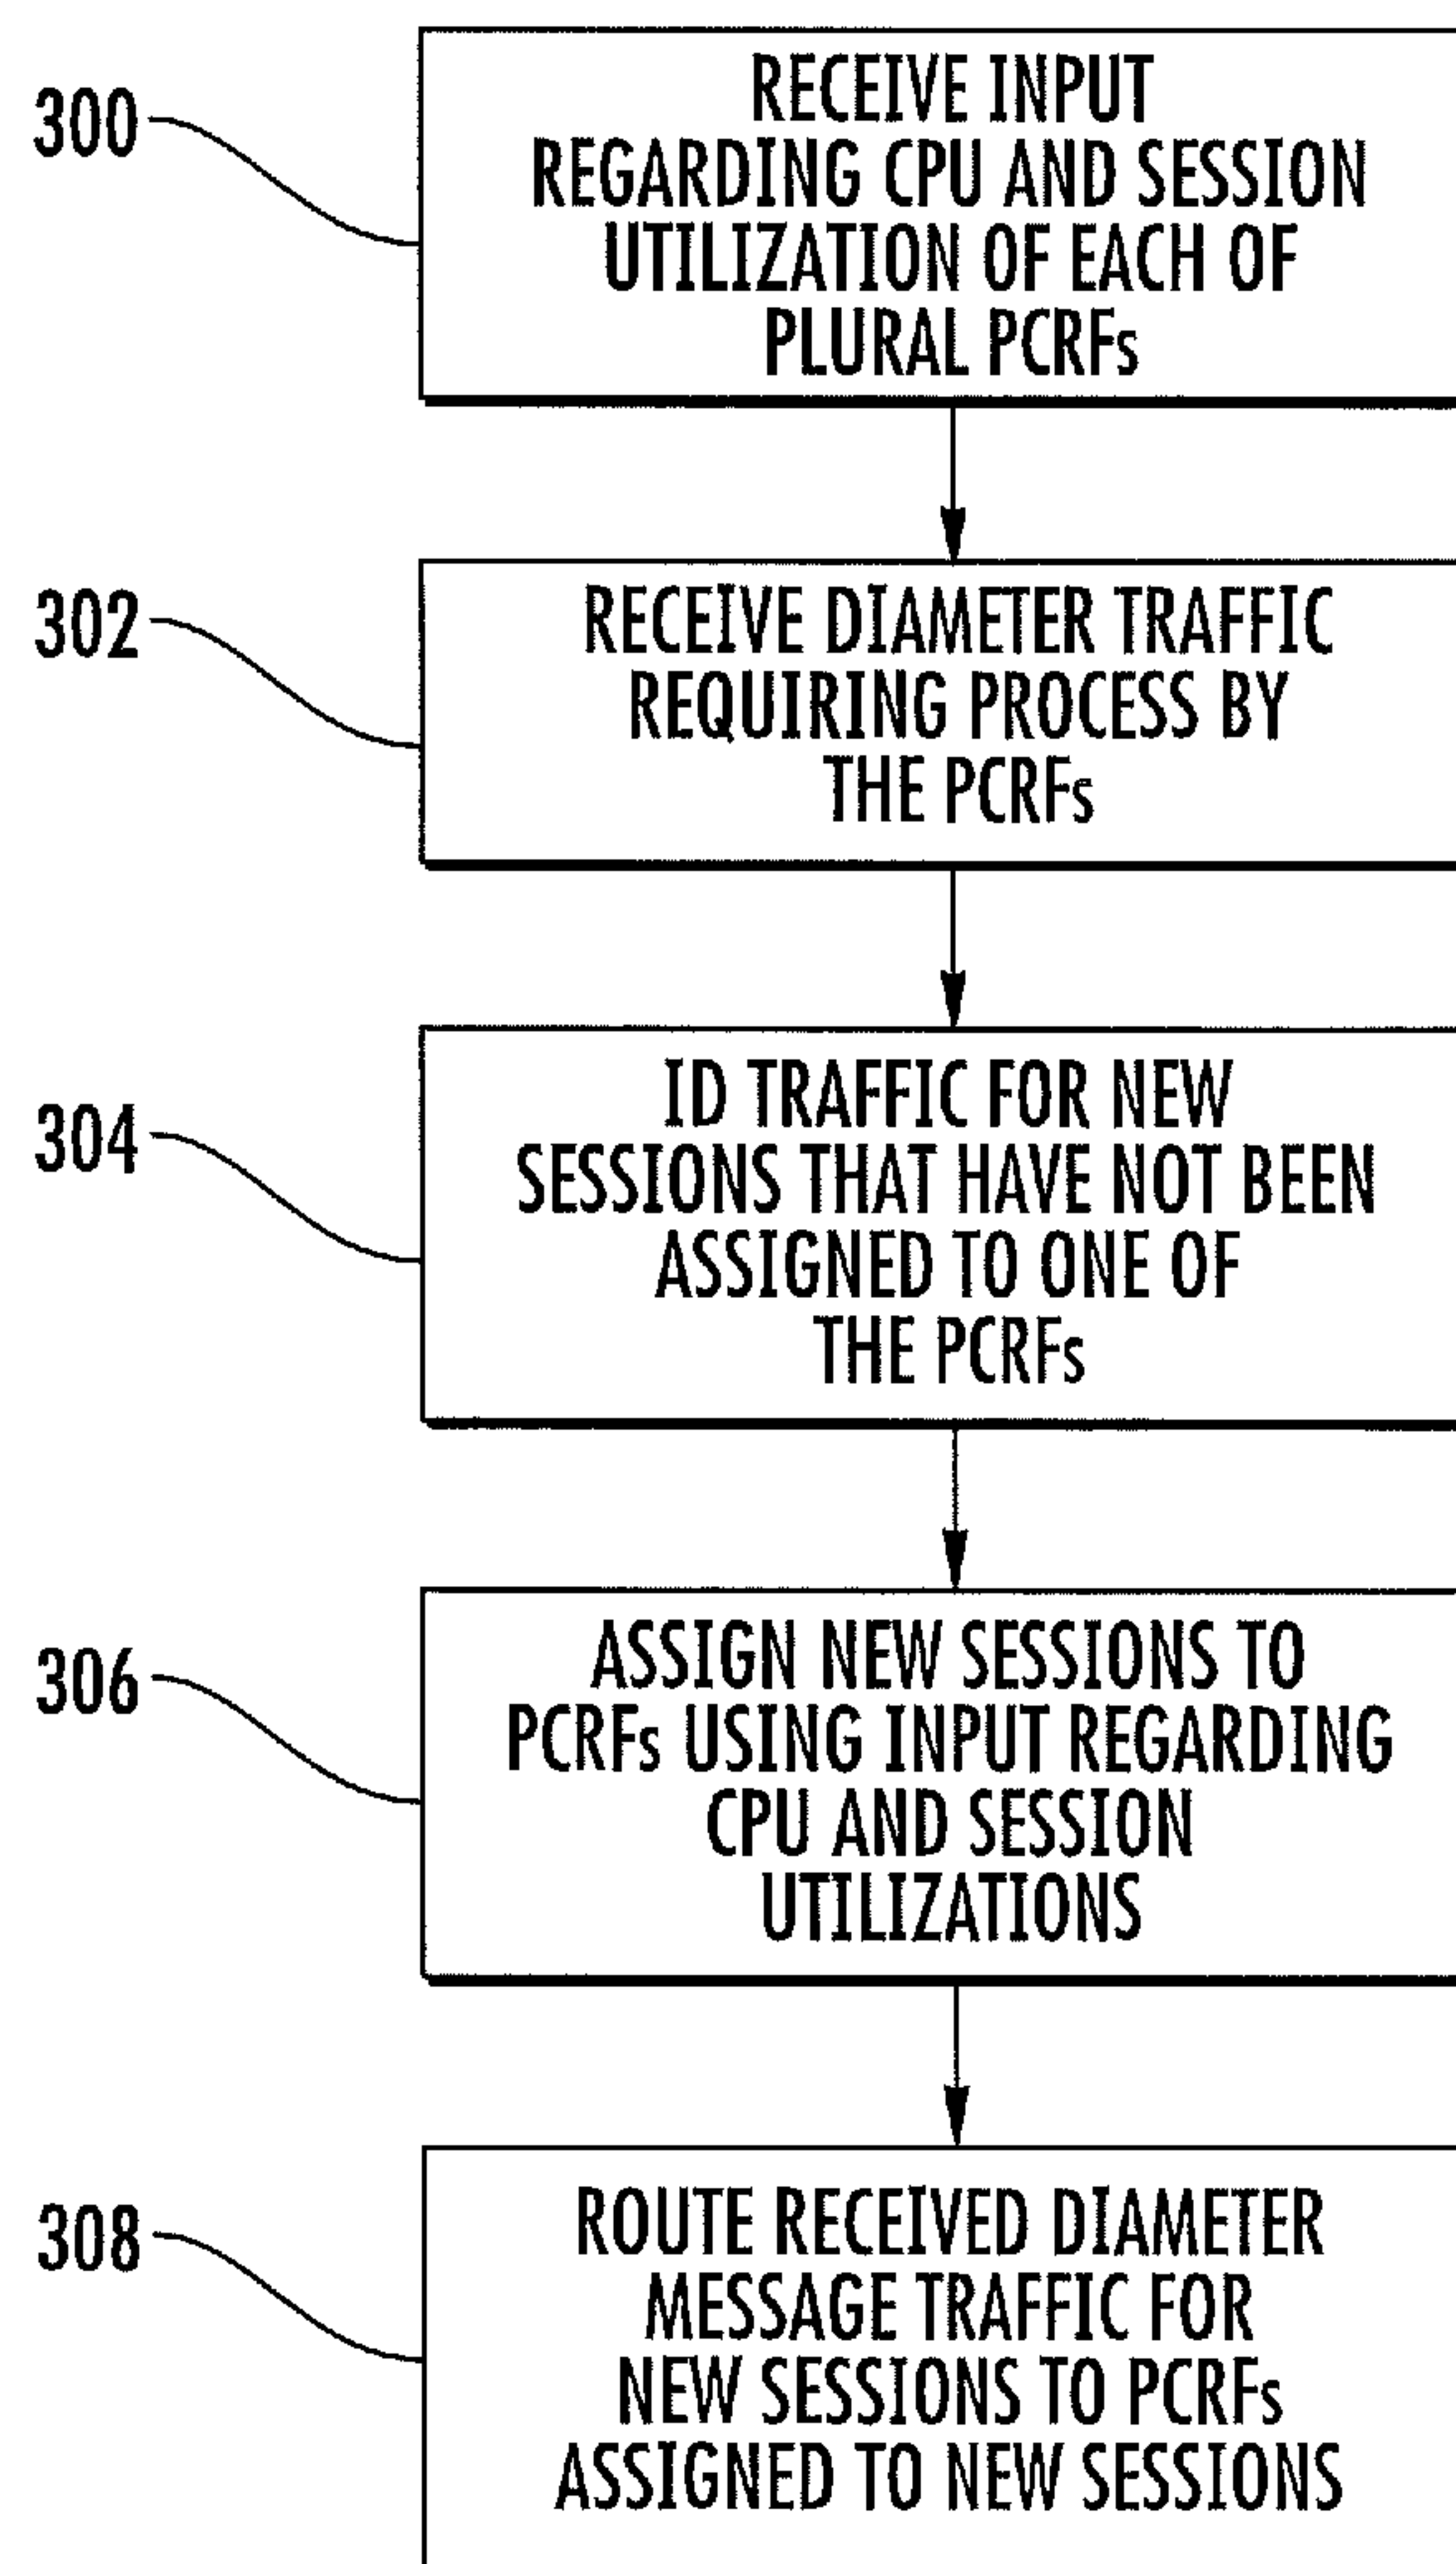 300
RECEIVE INPUT
REGARDING CPU AND SESSION
UTILIZATION OF EACH OF
PLURAL PCRFs
302
RECEIVE DIAMETER TRAFFIC
REQUIRING PROCESS BY
THE PCRFs
304
ID TRAFFIC FOR NEW
SESSIONS THAT HAVE NOT BEEN
ASSIGNED TO ONE OF
THE PCRFs
306
ASSIGN NEW SESSIONS TO
PCRFs USING INPUT REGARDING
CPU AND SESSION
UTILIZATIONS
308
ROUTE RECEIVED DIAMETER
MESSAGE TRAFFIC FOR
NEW SESSIONS TO PCRFs
ASSIGNED TO NEW SESSIONS